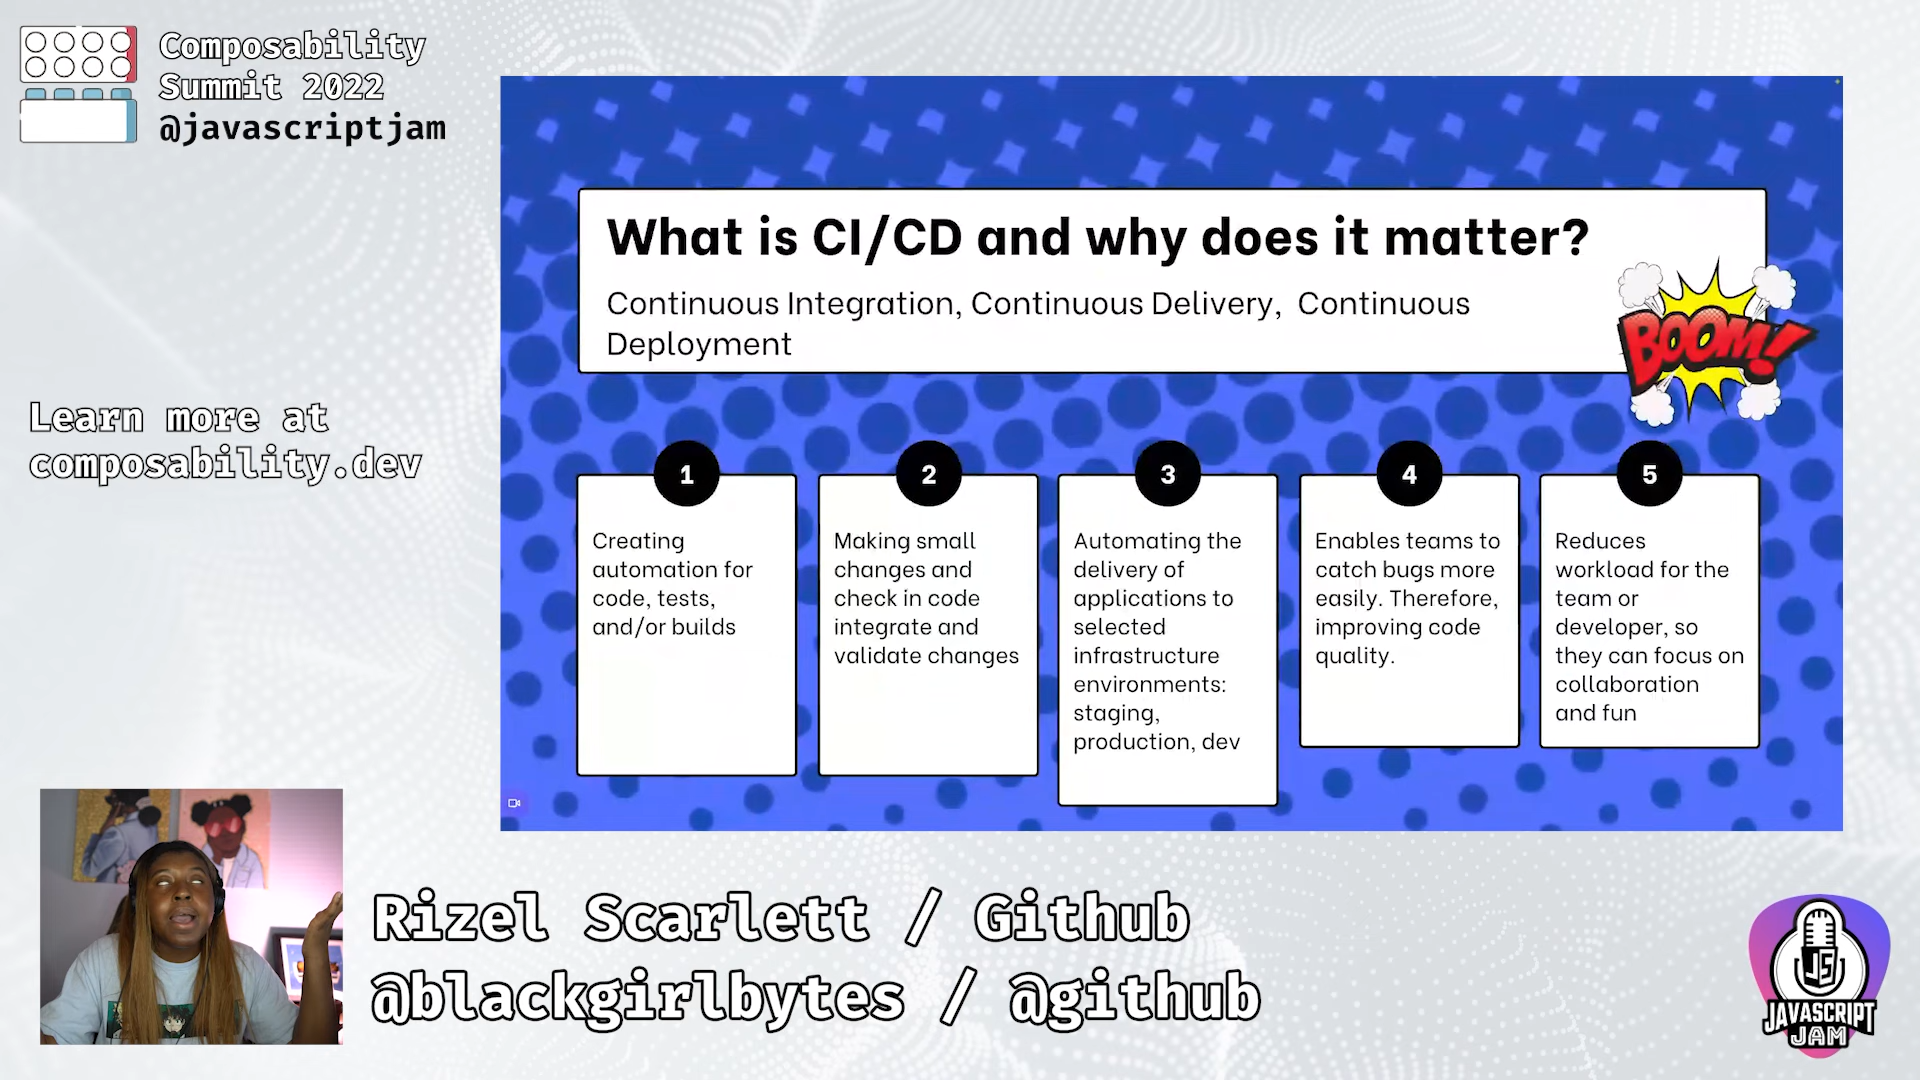 Composability
Summit 2022
@javascriptjam
Learn more at
composability.dev
What is CI/CD and why does it matter?
Continuous Integration, Continuous Delivery, Continuous
Deployment
BOOM!
1
Creating
automation for
code, tests,
and/or builds
2
Making small
changes and
check in code
integrate and
validate changes
3
Automating the
delivery of
applications to
selected
infrastructure
environments:
staging,
production, dev
4
Enables teams to
catch bugs more
easily. Therefore,
improving code
quality.
5
Reduces
workload for the
team or
developer, so
they can focus on
collaboration
and fun
Rizel Scarlett / Github
@blackgirlbytes / @github
JS
JAVASCRIPT
JAM